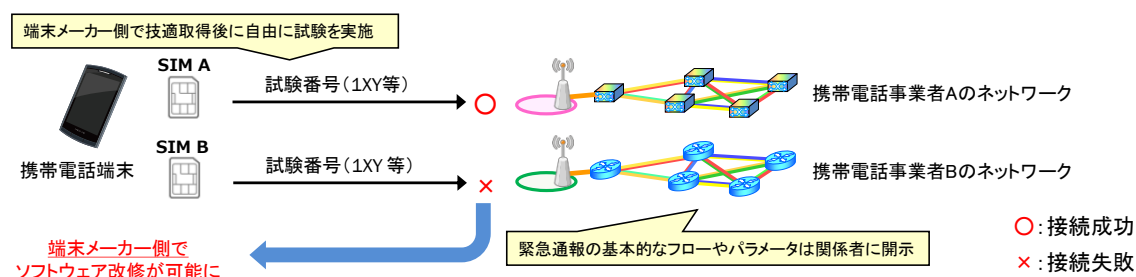 端末メーカー側で技適取得後に自由に試験を実施
SIM A
試験番号(1XY等)
携帯電話事業者Aのネットワーク
SIM B
携帯電話端末
試験番号(1XY 等)
携帯電話事業者Bのネットワーク
○:接続成功
×:接続失敗
緊急通報の基本的なフローやパラメータは関係者に開示
端末メーカー側で
ソフトウェア改修が可能に